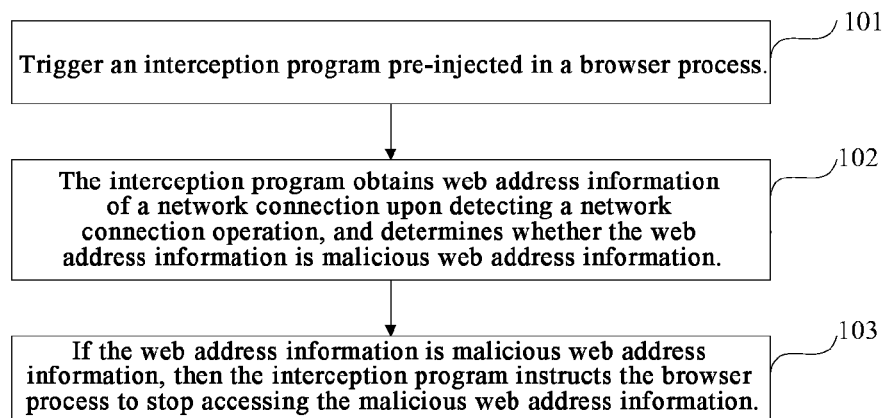 101
Trigger an interception program pre-injected in a browser process.
102
The interception program obtains web address information
of a network connection upon detecting a network
connection operation, and determines whether the web
address information is malicious web address information.
103
If the web address information is malicious web address
information, then the interception program instructs the browser
process to stop accessing the malicious web address information.